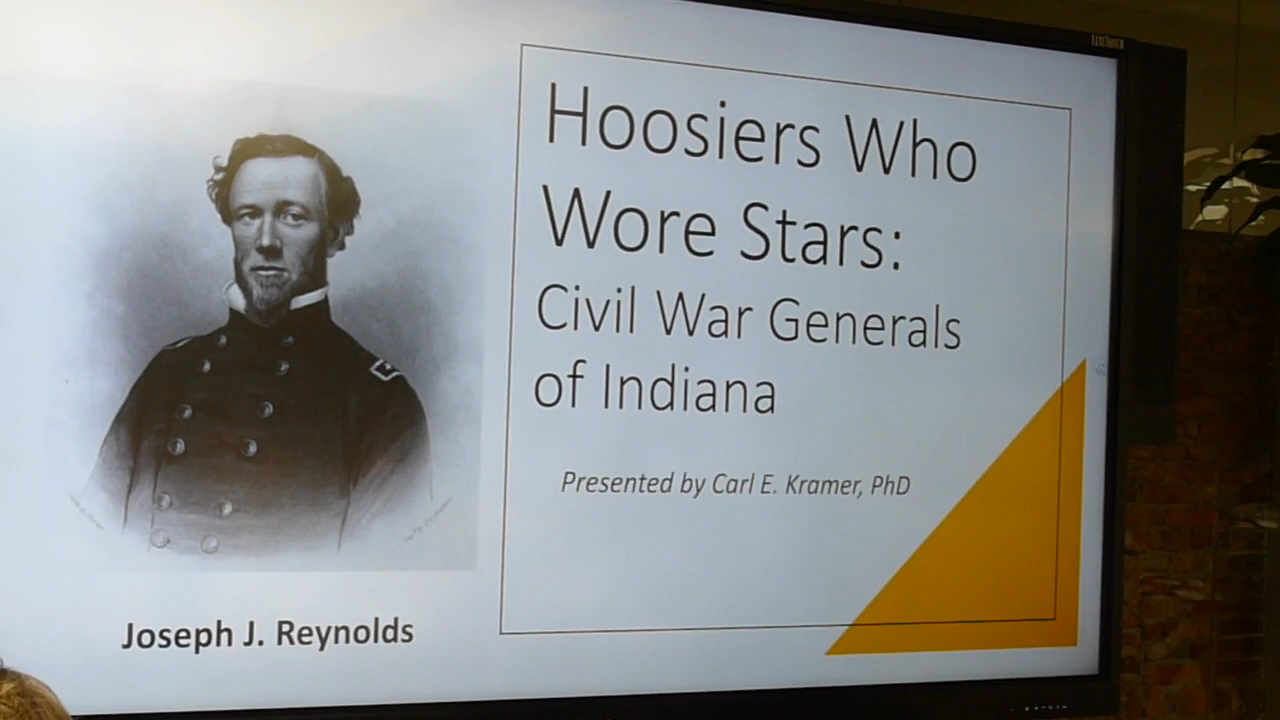 Hoosiers Who
Wore Stars:
Civil War Generals
of Indiana
Presented by Carl E. Kramer, PhD
Joseph J. Reynolds